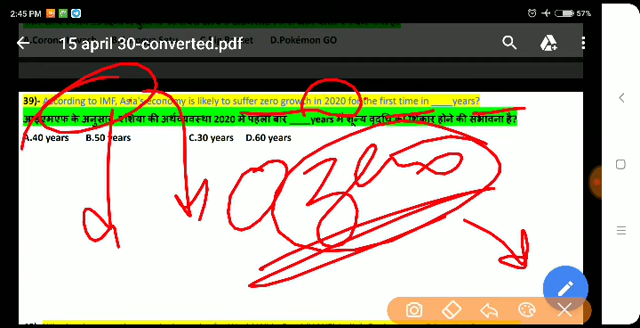 2:45 PM
57%
15 april 30-converted.pdf
D.Pokémon GO
39)- According to IMF, Asia's economy is likely to suffer zero growth in 2020 for the first time in ____years?
आईएमएफ के अनुसार, एशिया की अर्थव्यवस्था 2020 में पहली बार ____years में शून्य वृद्धि का शिकार होने की संभावना है?
A.40 years B.50 years C.30 years D.60 years
zero